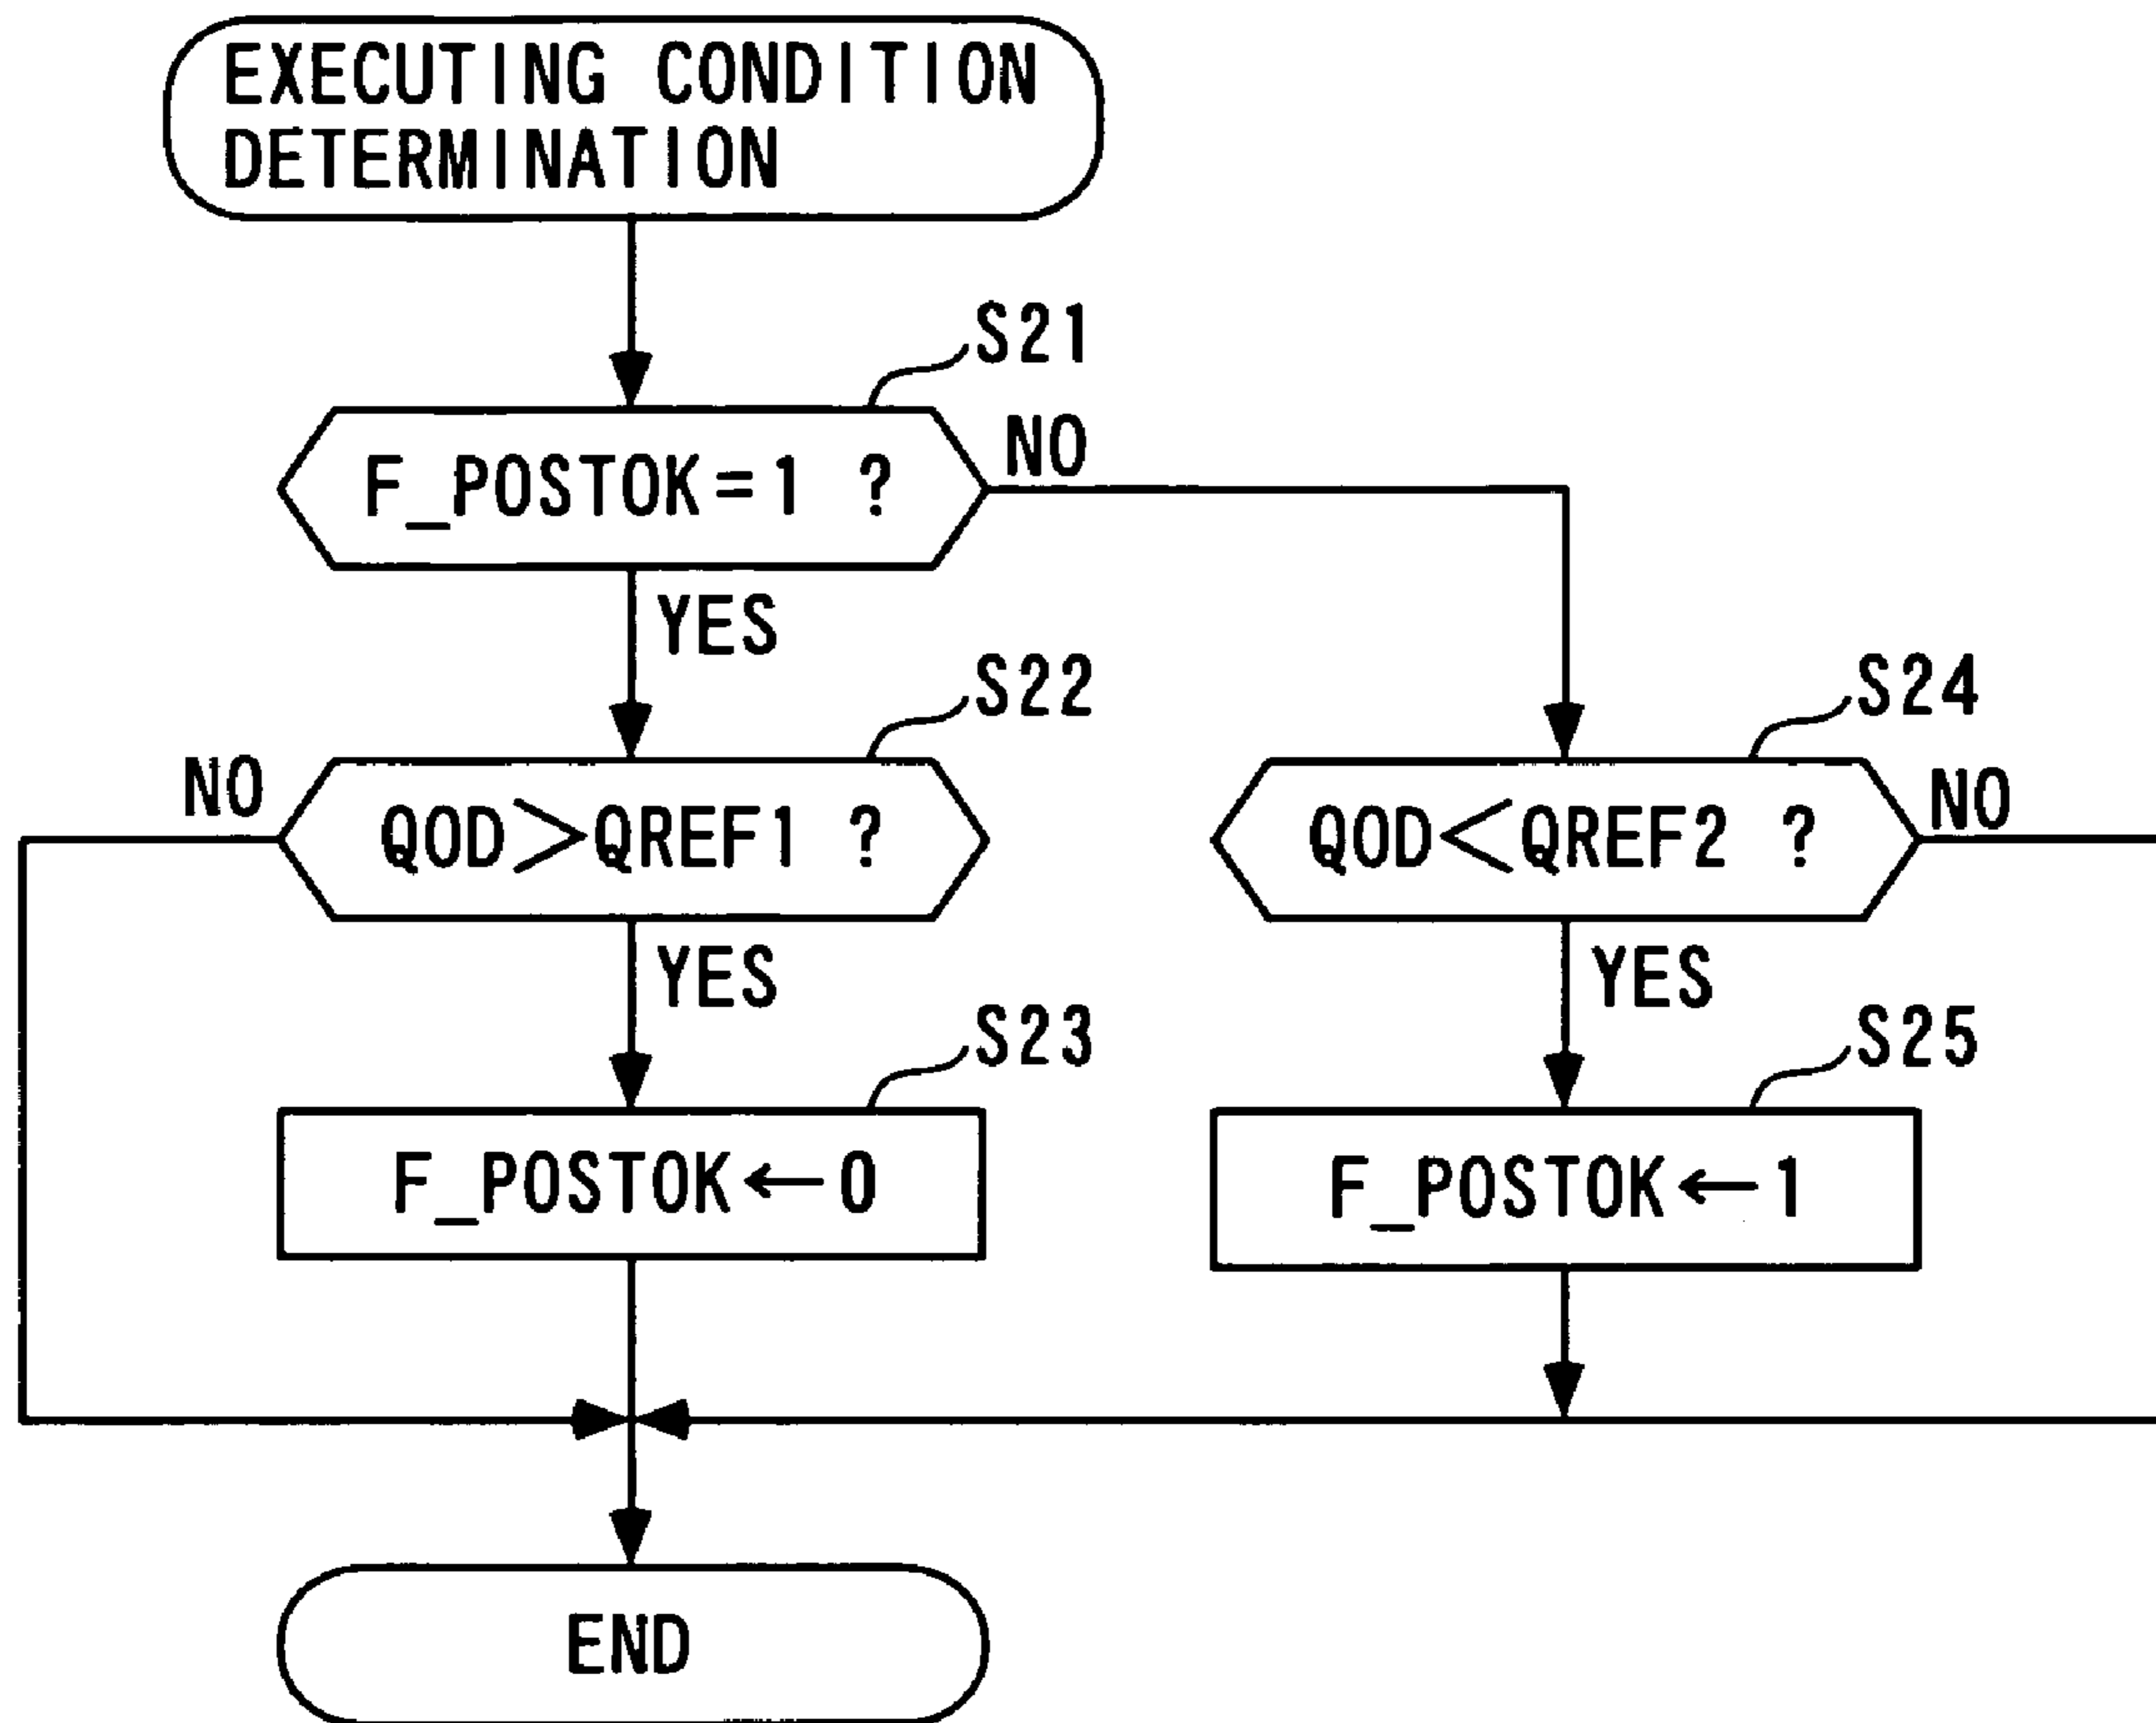 EXECUTING CONDITION
DETERMINATION
S21
F_POSTOK=1 ?
NO
YES
S22
S24
NO
QOD>QREF1 ?
QOD<QREF2 ?
NO
YES
YES
S23
S25
F_POSTOK←0
F_POSTOK←1
END